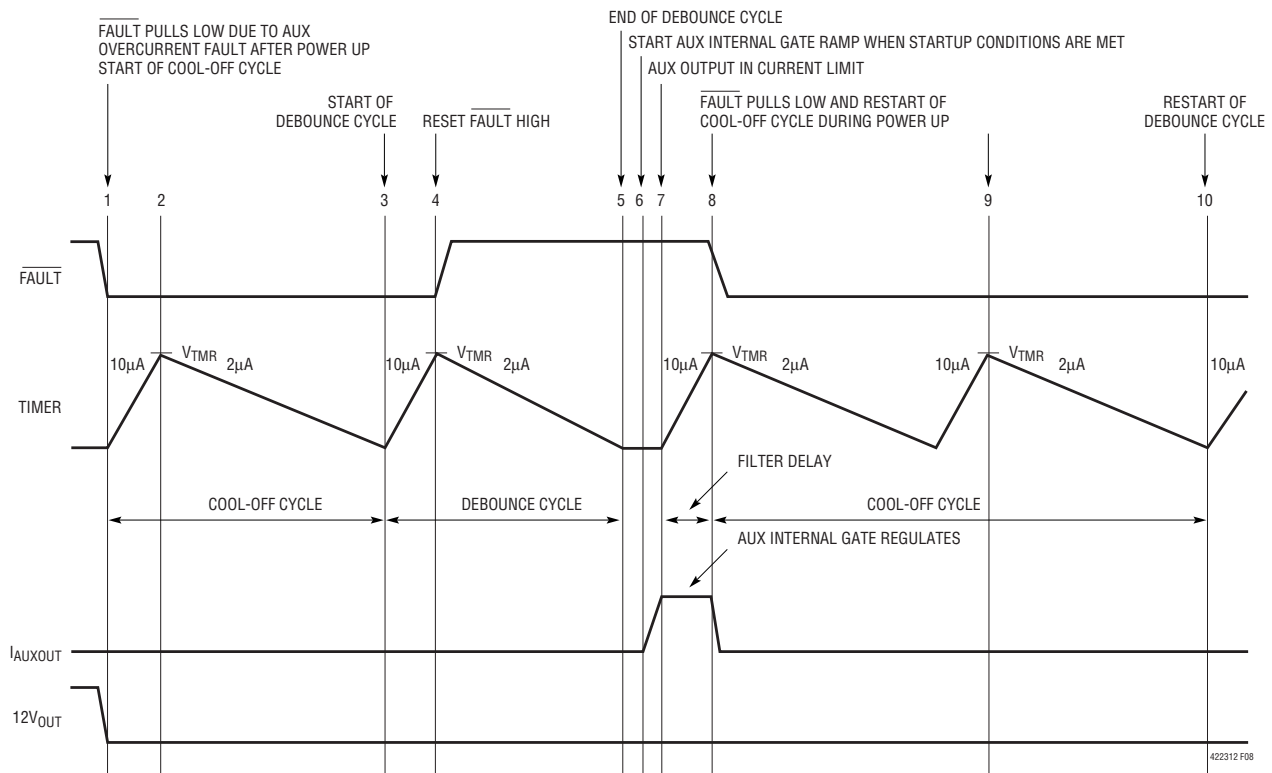 FAULT PULLS LOW DUE TO AUX
OVERCURRENT FAULT AFTER POWER UP
START OF COOL-OFF CYCLE
START OF
DEBOUNCE CYCLE
RESET FAULT HIGH
END OF DEBOUNCE CYCLE
START AUX INTERNAL GATE RAMP WHEN STARTUP CONDITIONS ARE MET
AUX OUTPUT IN CURRENT LIMIT
FAULT PULLS LOW AND RESTART OF
COOL-OFF CYCLE DURING POWER UP
RESTART OF
DEBOUNCE CYCLE
1 2 3 4 5 6 7 8 9 10
FAULT
TIMER
10µA VTMR 2µA 10µA VTMR 2µA 10µA VTMR 2µA 10µA VTMR 2µA 10µA
FILTER DELAY
COOL-OFF CYCLE DEBOUNCE CYCLE COOL-OFF CYCLE
AUX INTERNAL GATE REGULATES
IAUXOUT
12VOUT
422312 F08